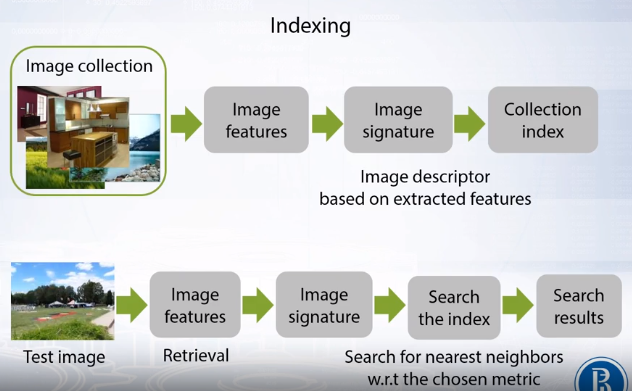 Indexing
Image collection
Image
features
Image
signature
Collection
index
Image descriptor
based on extracted features
Image
features
Image
signature
Search
the index
Search
results
Test image
Retrieval
Search for nearest neighbors
w.r.t the chosen metric